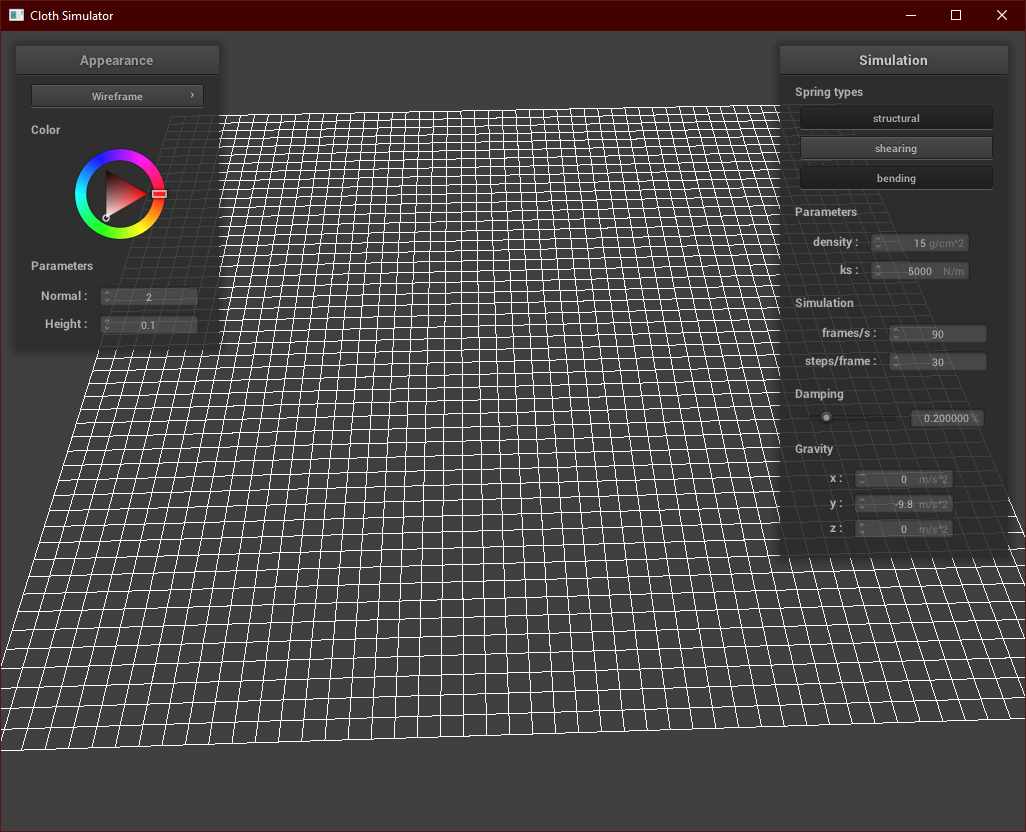 Cloth Simulator
Appearance
Wireframe
Color
Parameters
Normal : 2
Height : 0.1
Simulation
Spring types
structural
shearing
bending
Parameters
density : 15 g/cm^2
ks : 5000 N/m
Simulation
frames/s : 90
steps/frame : 30
Damping
0.200000 %
Gravity
x : 0 m/s^2
y : -9.8 m/s^2
z : 0 m/s^2